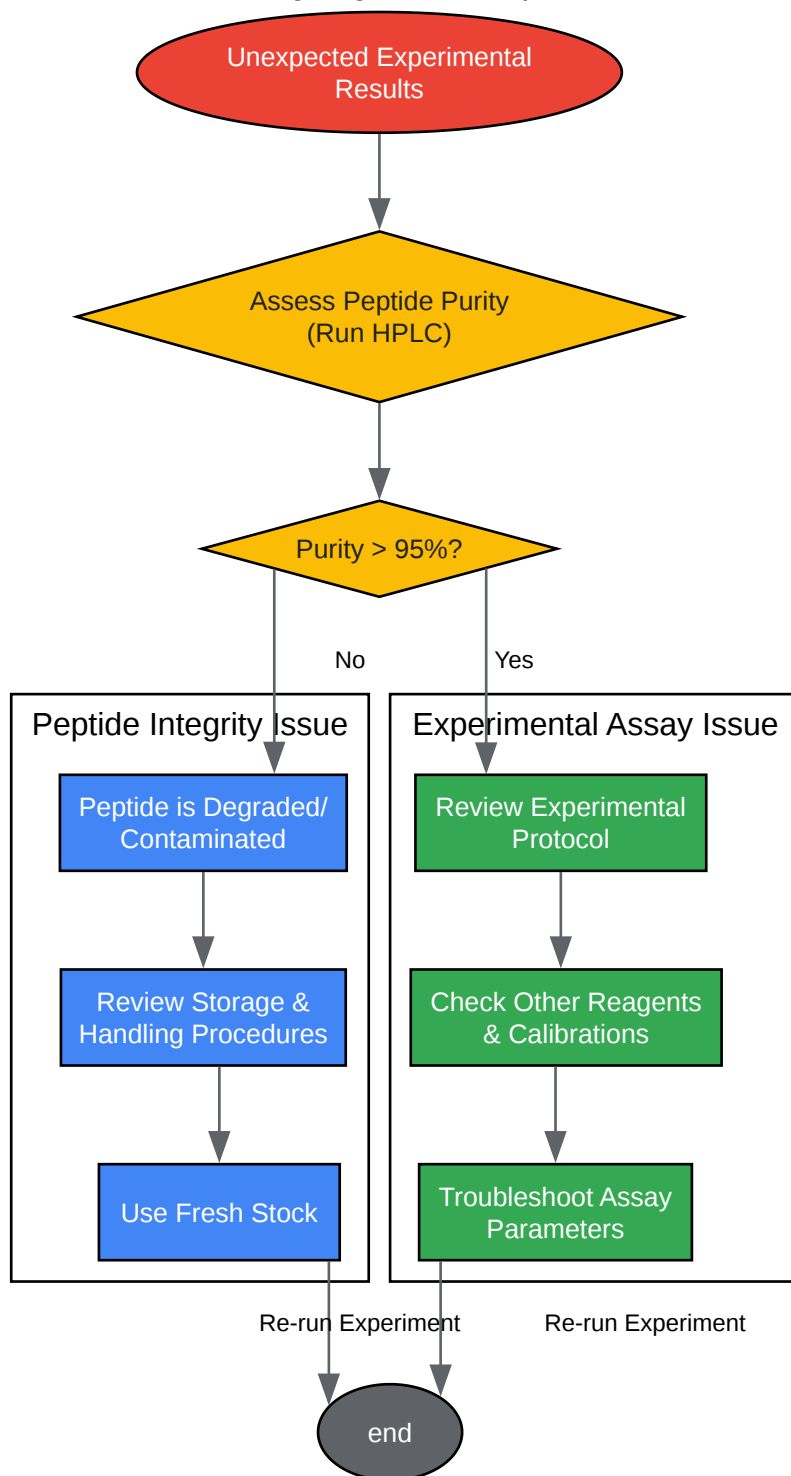 Unexpected Experimental
Results
Assess Peptide Purity
(Run HPLC)
Purity > 95%?
No
Yes
Peptide Integrity Issue
Peptide is Degraded/
Contaminated
Review Storage &
Handling Procedures
Use Fresh Stock
Experimental Assay Issue
Review Experimental
Protocol
Check Other Reagents
& Calibrations
Troubleshoot Assay
Parameters
Re-run Experiment
Re-run Experiment
end